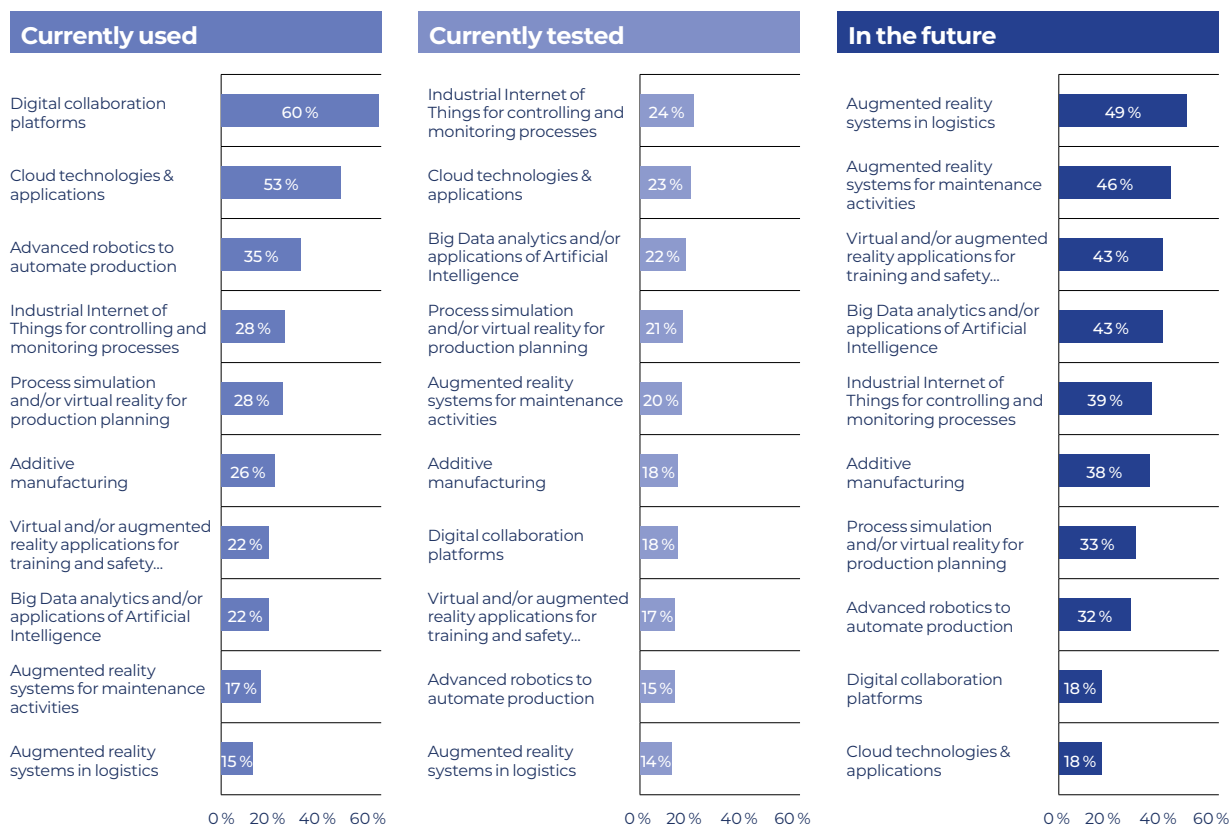 Currently used
Digital collaboration
platforms
60 %
Cloud technologies &
applications
53 %
Advanced robotics to
automate production
35 %
Industrial Internet of
Things for controlling and
monitoring processes
28 %
Process simulation
and/or virtual reality for
production planning
28 %
Additive
manufacturing
26 %
Virtual and/or augmented
reality applications for
training and safety...
22 %
Big Data analytics and/or
applications of Artificial
Intelligence
22 %
Augmented reality
systems for maintenance
activities
17 %
Augmented reality
systems in logistics
15 %
0 % 20 % 40 % 60 %
Currently tested
Industrial Internet of
Things for controlling and
monitoring processes
24 %
Cloud technologies &
applications
23 %
Big Data analytics and/or
applications of Artificial
Intelligence
22 %
Process simulation
and/or virtual reality for
production planning
21 %
Augmented reality
systems for maintenance
activities
20 %
Additive
manufacturing
18 %
Digital collaboration
platforms
18 %
Virtual and/or augmented
reality applications for
training and safety...
17 %
Advanced robotics to
automate production
15 %
Augmented reality
systems in logistics
14 %
0 % 20 % 40 % 60 %
In the future
Augmented reality
systems in logistics
49 %
Augmented reality
systems for maintenance
activities
46 %
Virtual and/or augmented
reality applications for
training and safety...
43 %
Big Data analytics and/or
applications of Artificial
Intelligence
43 %
Industrial Internet of
Things for controlling and
monitoring processes
39 %
Additive
manufacturing
38 %
Process simulation
and/or virtual reality for
production planning
33 %
Advanced robotics to
automate production
32 %
Digital collaboration
platforms
18 %
Cloud technologies &
applications
18 %
0 % 20 % 40 % 60 %